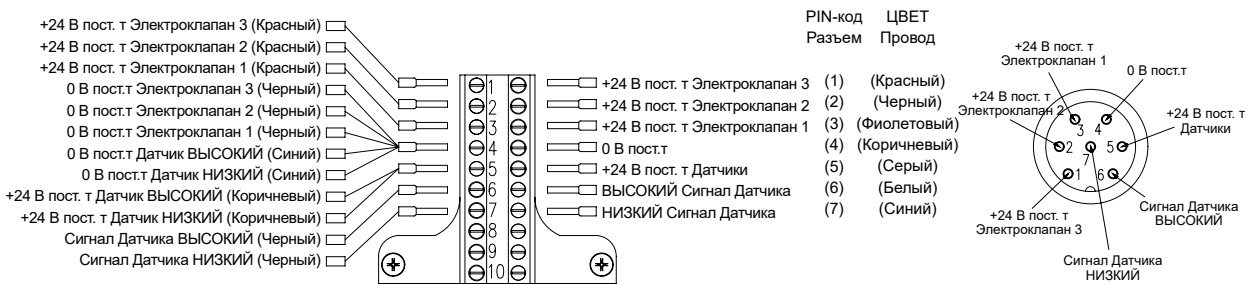 +24 В пост. т Электроклапан 3 (Красный)
+24 В пост. т Электроклапан 2 (Красный)
+24 В пост. т Электроклапан 1 (Красный)
0 В пост.т Электроклапан 3 (Черный)
0 В пост.т Электроклапан 2 (Черный)
0 В пост.т Электроклапан 1 (Черный)
0 В пост.т Датчик ВЫСОКИЙ (Синий)
0 В пост.т Датчик НИЗКИЙ (Синий)
+24 В пост. т Датчик ВЫСОКИЙ (Коричневый)
+24 В пост. т Датчик НИЗКИЙ (Коричневый)
Сигнал Датчика ВЫСОКИЙ (Черный)
Сигнал Датчика НИЗКИЙ (Черный)
1
2
3
4
5
6
7
8
9
10
PIN-код ЦВЕТ
Разъем Провод
+24 В пост. т Электроклапан 3 (1) (Красный)
+24 В пост. т Электроклапан 2 (2) (Черный)
+24 В пост. т Электроклапан 1 (3) (Фиолетовый)
0 В пост.т (4) (Коричневый)
+24 В пост. т Датчики (5) (Серый)
ВЫСОКИЙ Сигнал Датчика (6) (Белый)
НИЗКИЙ Сигнал Датчика (7) (Синий)
+24 В пост. т
Электроклапан 1
0 В пост.т
+24 В пост. т
Электроклапан 2
+24 В пост. т
Датчики
3 4
2 5
7
1 6
+24 В пост. т
Электроклапан 3
Сигнал Датчика
ВЫСОКИЙ
Сигнал Датчика
НИЗКИЙ